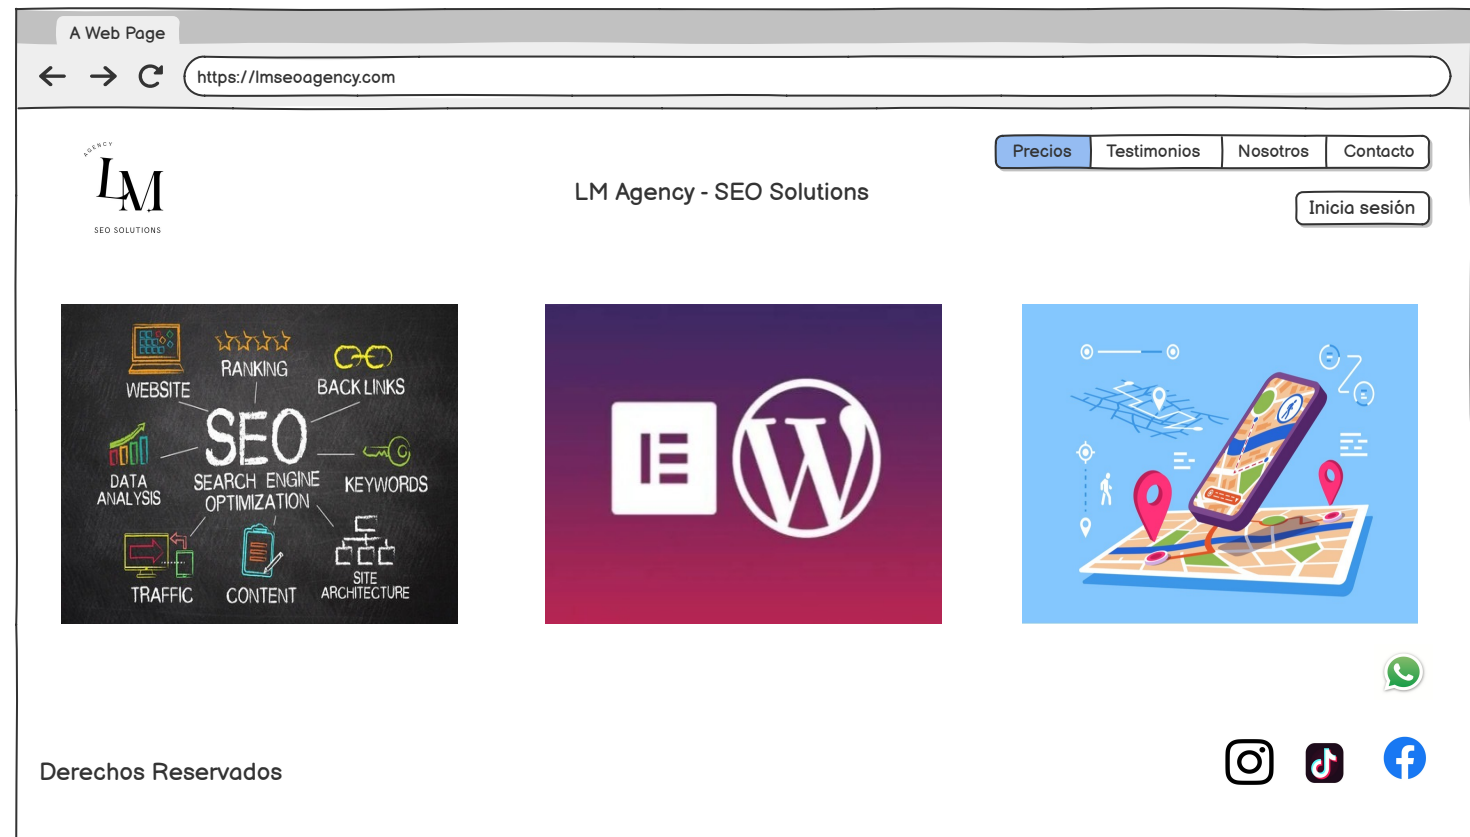 A Web Page
https://lmseoagency.com
AGENCY
LM
SEO SOLUTIONS
LM Agency - SEO Solutions
Precios
Testimonios
Nosotros
Contacto
Inicia sesión
WEBSITE
RANKING
BACK LINKS
SEO
SEARCH ENGINE
OPTIMIZATION
DATA
ANALYSIS
KEYWORDS
TRAFFIC
CONTENT
SITE
ARCHITECTURE
Derechos Reservados